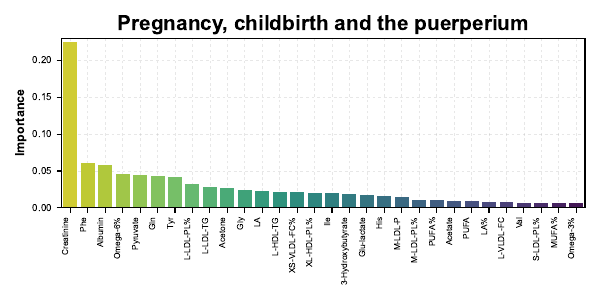 Pregnancy, childbirth and the puerperium
Importance
0.20
0.15
0.10
0.05
0.00
Creatinine
Phe
Albumin
Omega-6%
Pyruvate
Gln
Tyr
L-LDL-PL%
L-LDL-TG
Acetone
Gly
LA
L-HDL-TG
XS-VLDL-FC%
XL-HDL-PL%
Ile
3-Hydroxybutyrate
Glu-lactate
His
M-LDL-P
M-LDL-PL%
PUFA%
Acetate
PUFA
LA%
L-VLDL-FC
Val
S-LDL-PL%
MUFA%
Omega-3%